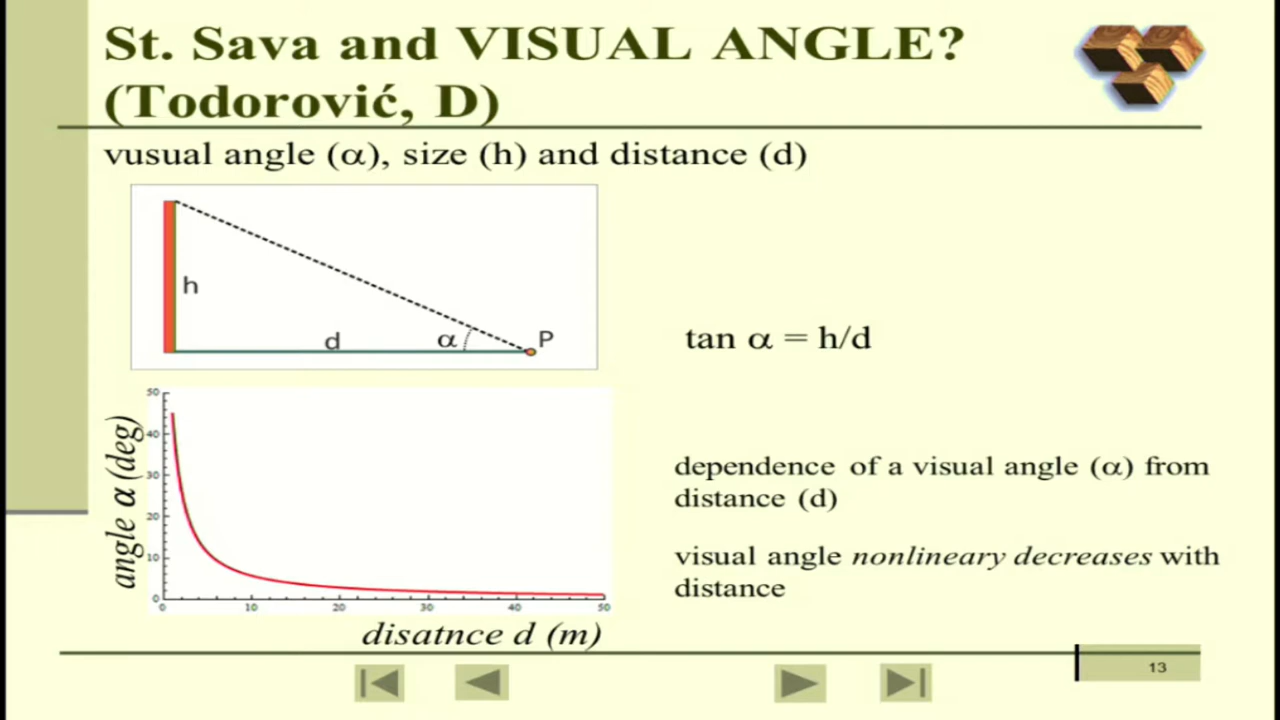 St. Sava and VISUAL ANGLE?
(Todorović, D)
vusual angle (α), size (h) and distance (d)
h
d
α
P
tan α = h/d
angle α (deg)
50
40
30
20
10
0
0 10 20 30 40 50
disatnce d (m)
dependence of a visual angle (α) from
distance (d)
visual angle nonlineary decreases with
distance
13